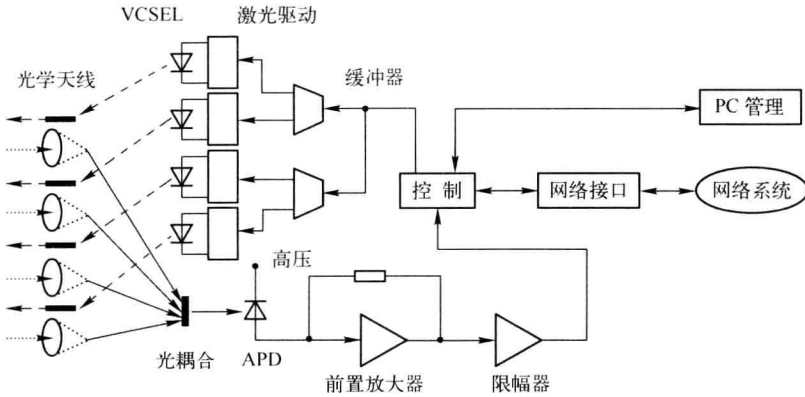 VCSEL
激光驱动
光学天线
缓冲器
PC 管理
控 制
网络接口
网络系统
高压
光耦合
APD
前置放大器
限幅器